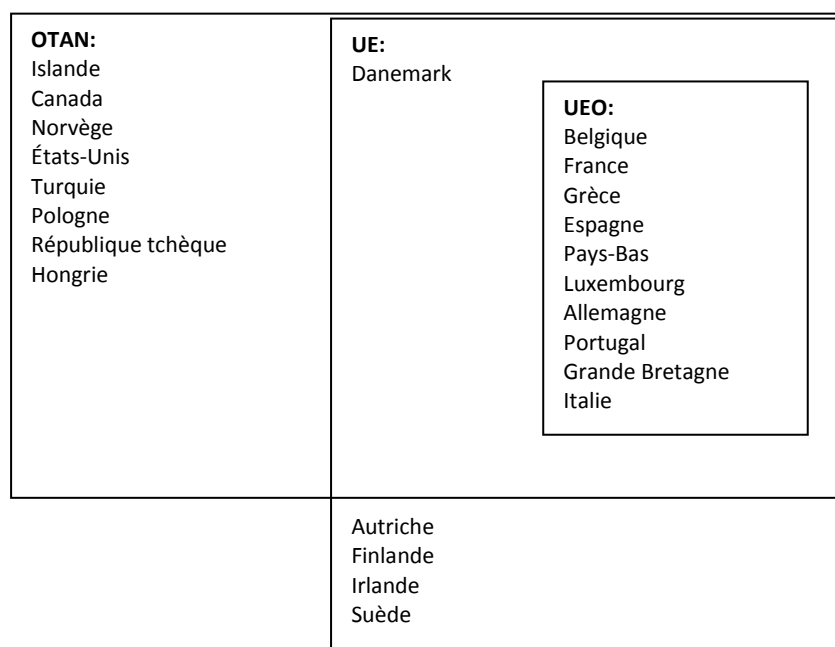 OTAN:
Islande
Canada
Norvège
États-Unis
Turquie
Pologne
République tchèque
Hongrie
UE:
Danemark
UEO:
Belgique
France
Grèce
Espagne
Pays-Bas
Luxembourg
Allemagne
Portugal
Grande Bretagne
Italie
Autriche
Finlande
Irlande
Suède